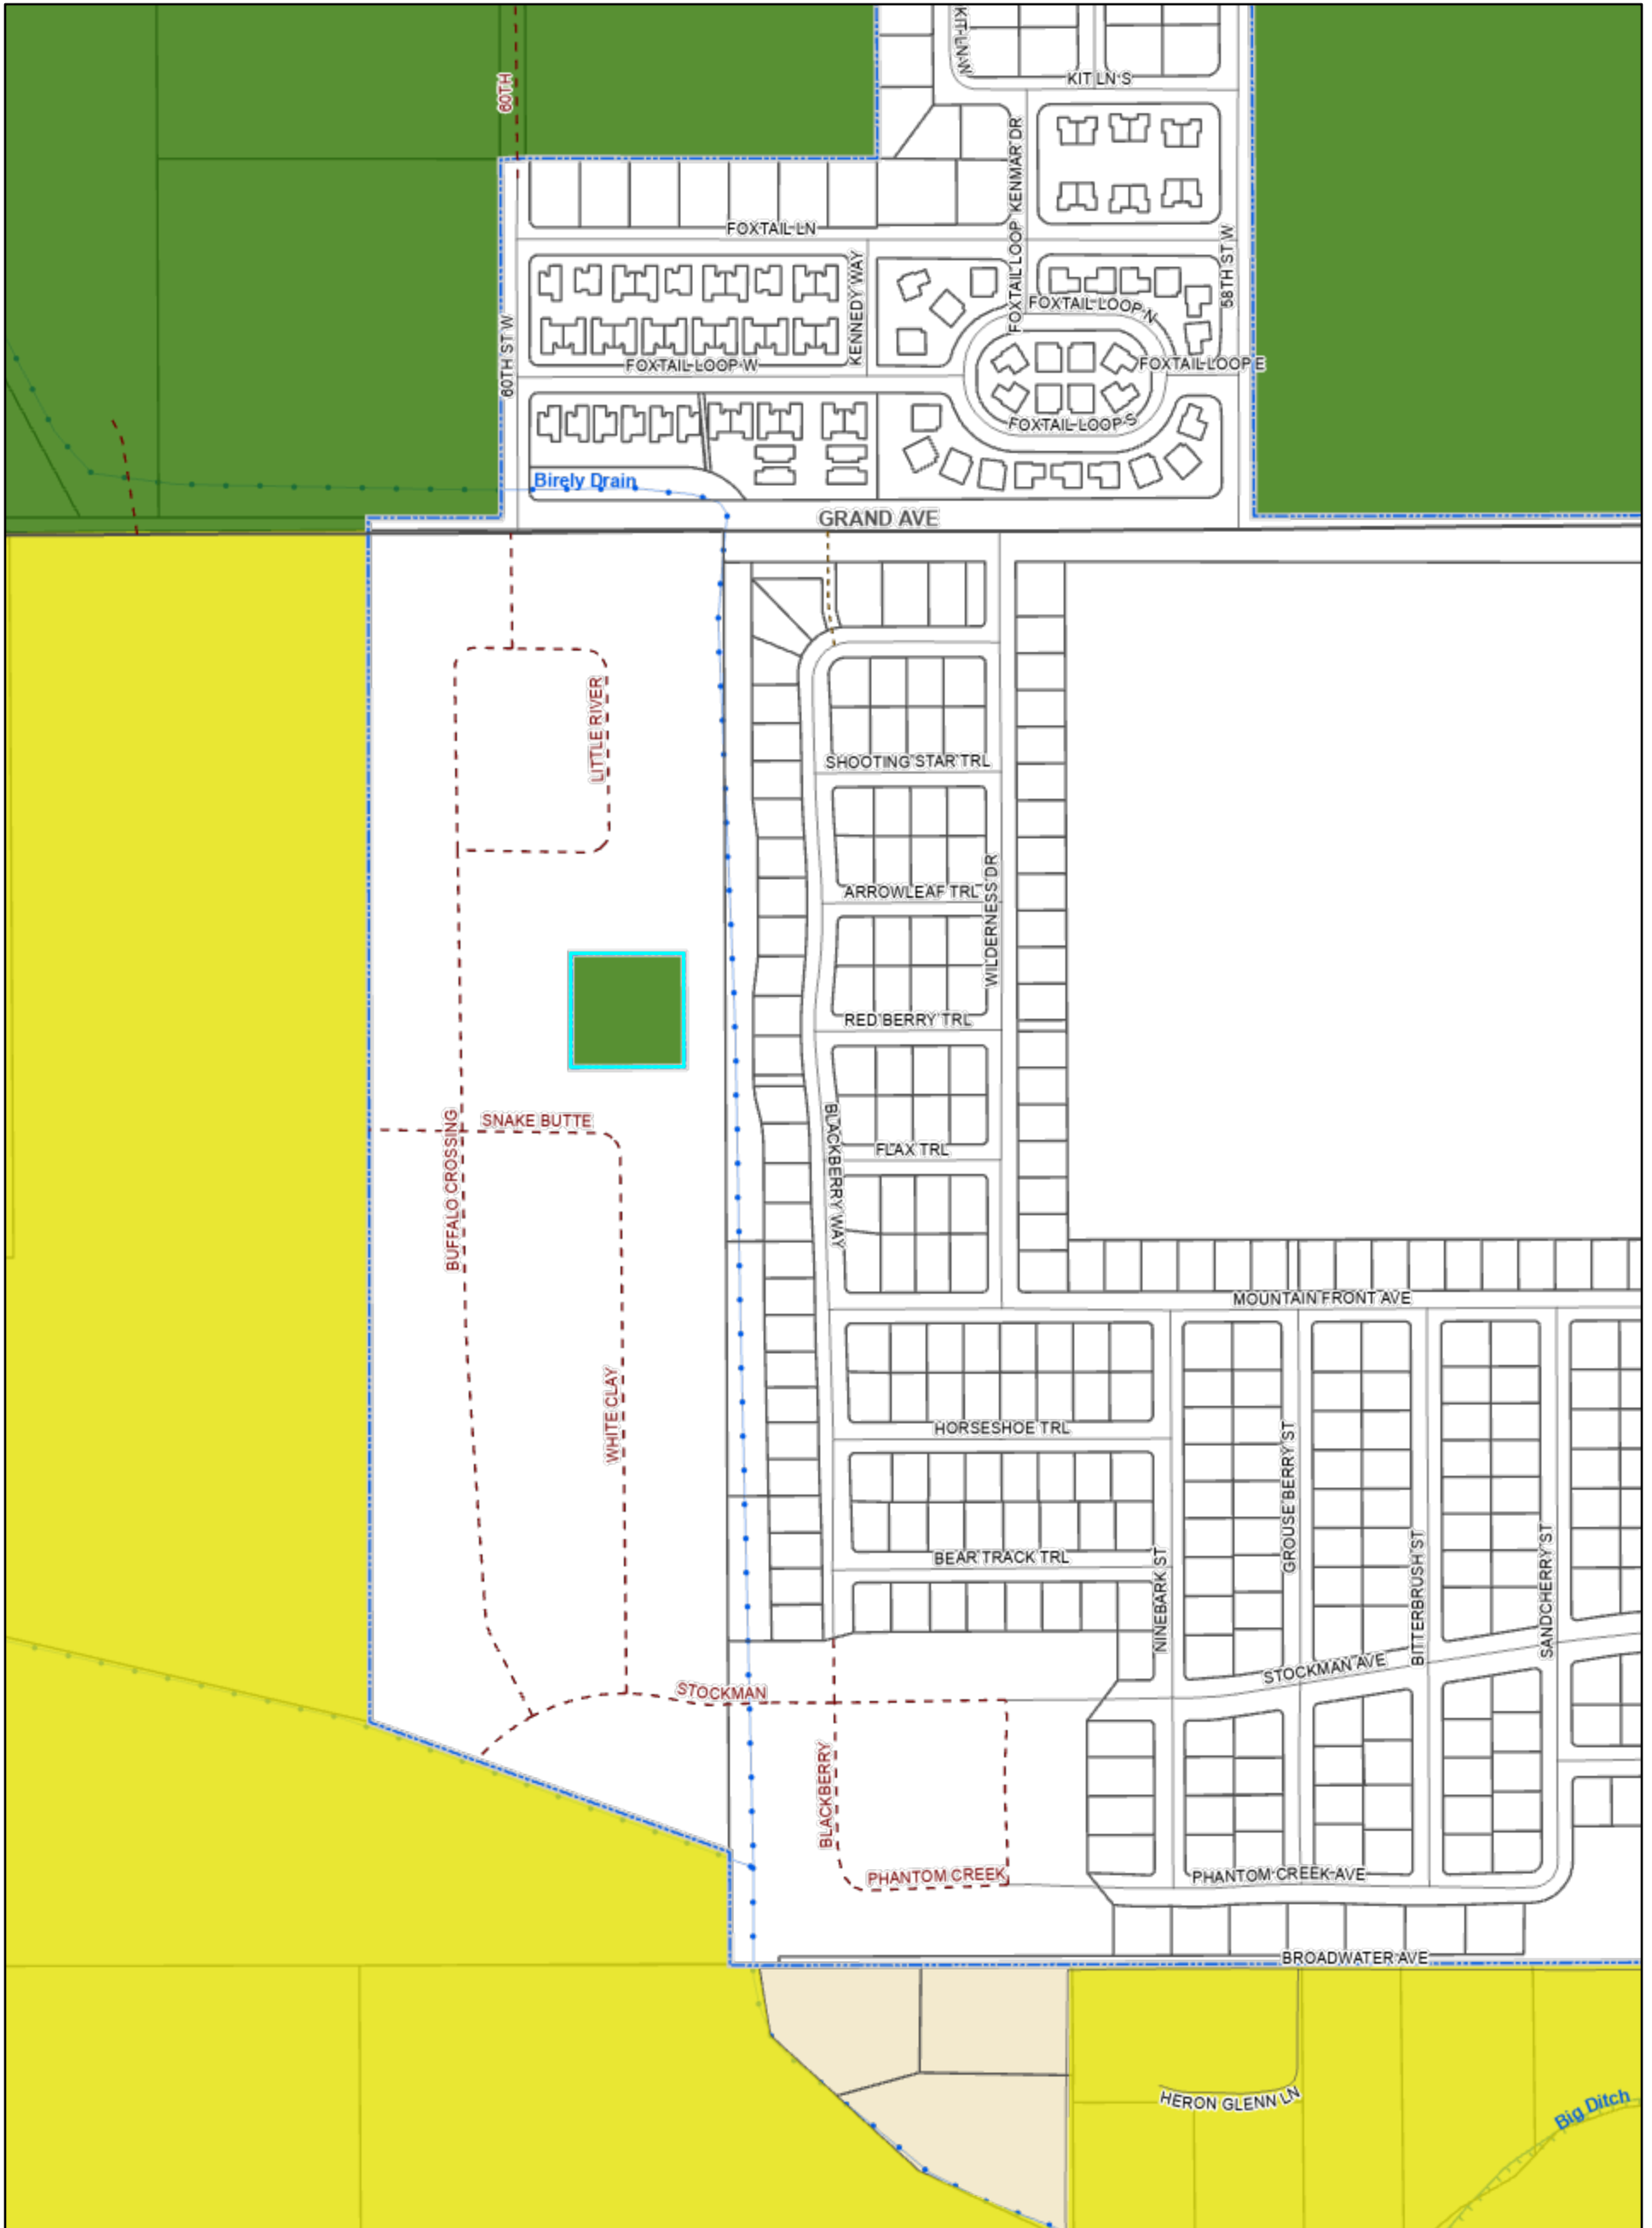 KIT LN W
60TH
KIT LN S
KENMAR DR
FOXTAIL LN
58TH ST W
FOXTAIL LOOP
KENNEDY WAY
FOXTAIL LOOP N
60TH ST W
FOXTAIL LOOP W
FOXTAIL LOOP E
FOXTAIL LOOP S
Birely Drain
GRAND AVE
LITTLE RIVER
SHOOTING STAR TRL
ARROWLEAF TRL
WILDERNESS DR
RED BERRY TRL
SNAKE BUTTE
BUFFALO CROSSING
BLACKBERRY WAY
FLAX TRL
MOUNTAIN FRONT AVE
WHITE CLAY
HORSESHOE TRL
GROUSE BERRY ST
BEAR TRACK TRL
NINEBARK ST
BITTERBRUSH ST
SANDCHERRY ST
STOCKMAN AVE
STOCKMAN
BLACKBERRY
PHANTOM CREEK
PHANTOM CREEK AVE
BROADWATER AVE
HERON GLENN LN
Big Ditch